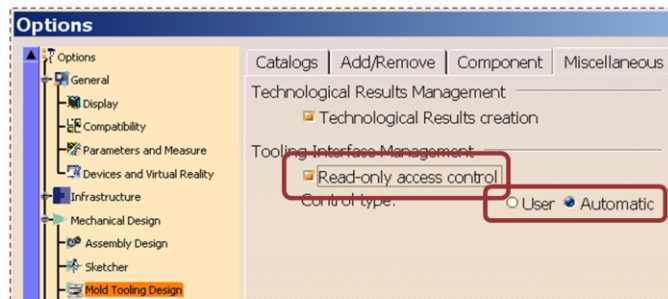 Options
Options
General
Display
Compatibility
Parameters and Measure
Devices and Virtual Reality
Infrastructure
Mechanical Design
Assembly Design
Sketcher
Mold Tooling Design
Catalogs Add/Remove Component Miscellaneous
Technological Results Management
Technological Results creation
Tooling Interface Management
Read-only access control
Control type: User Automatic